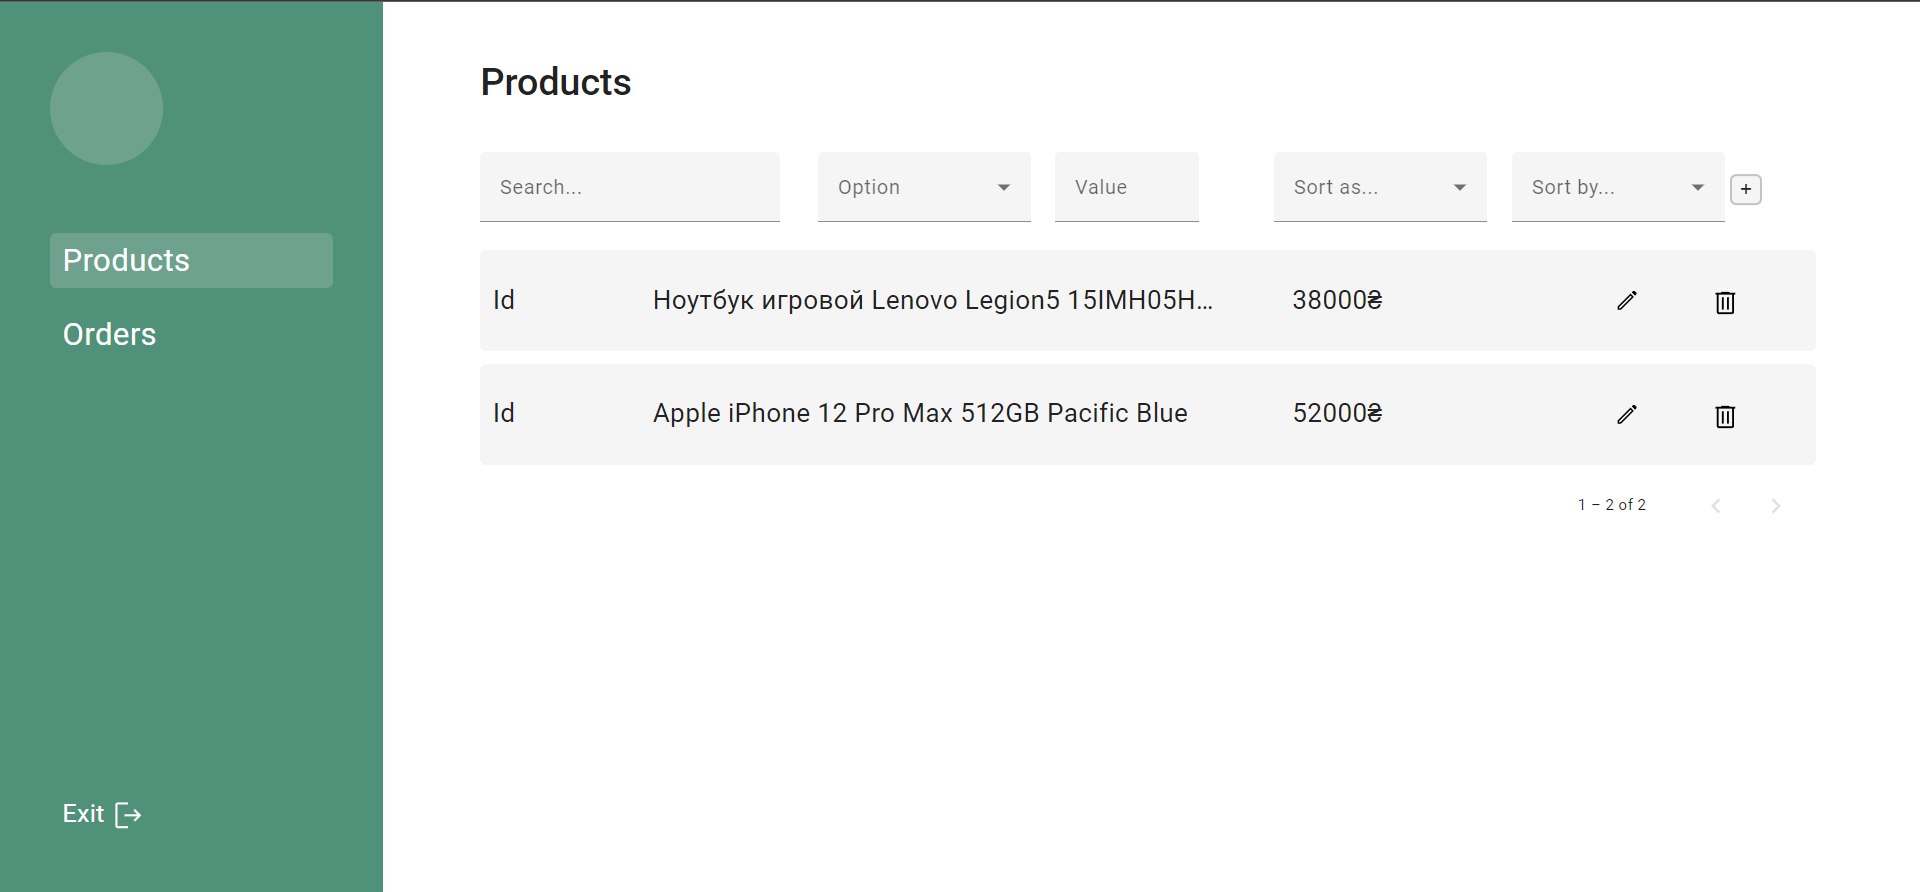 Products
Orders
Exit
Products
Search...
Option
Value
Sort as...
Sort by...
+
Id Ноутбук игровой Lenovo Legion5 15IMH05H... 38000₴
Id Apple iPhone 12 Pro Max 512GB Pacific Blue 52000₴
1 – 2 of 2